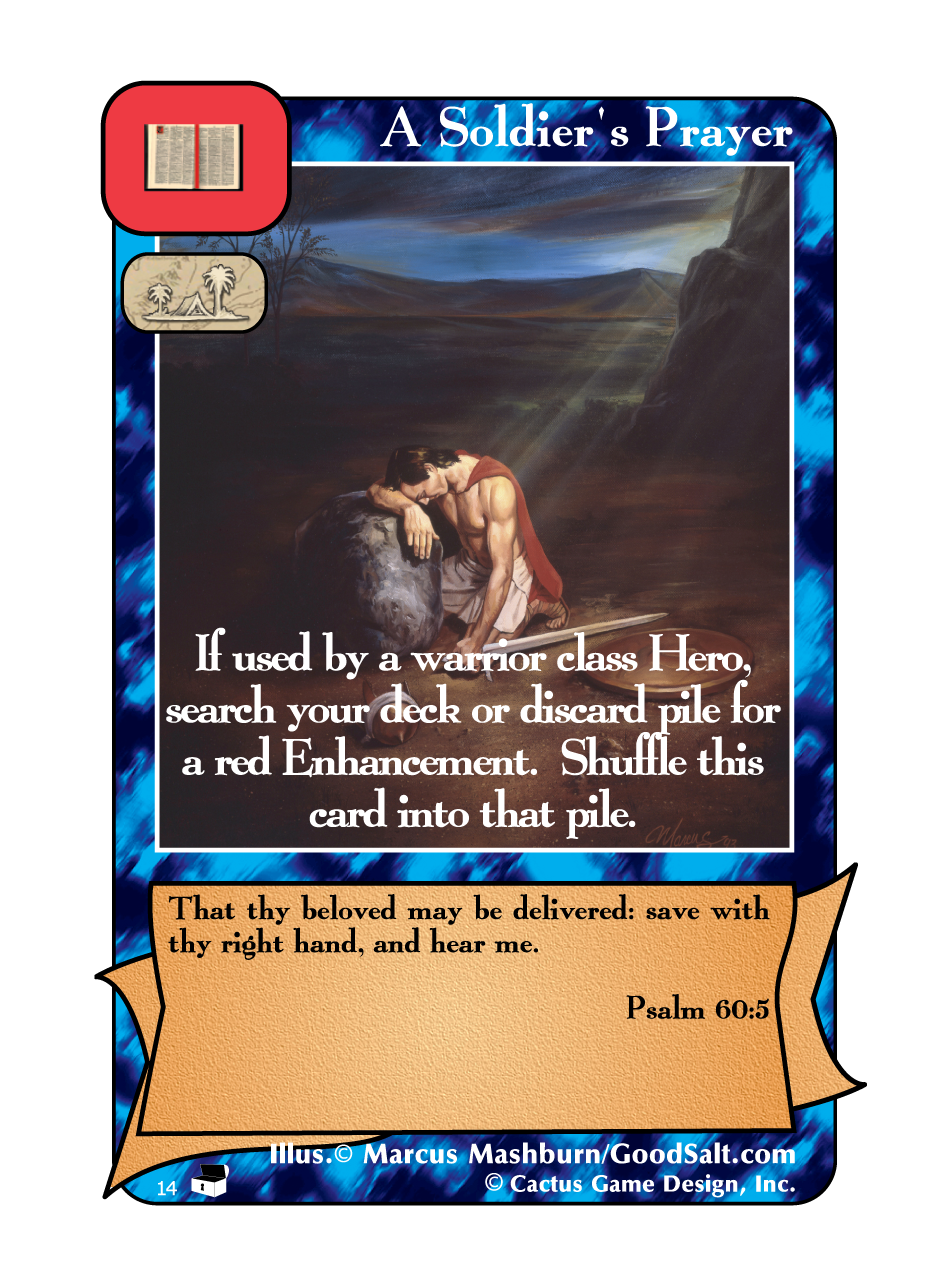 A Soldier's Prayer
If used by a warrior class Hero,
search your deck or discard pile for
a red Enhancement.  Shuffle this
card into that pile.
That thy beloved may be delivered: save with
thy right hand, and hear me.
Psalm 60:5
Illus.© Marcus Mashburn/GoodSalt.com
14
© Cactus Game Design, Inc.